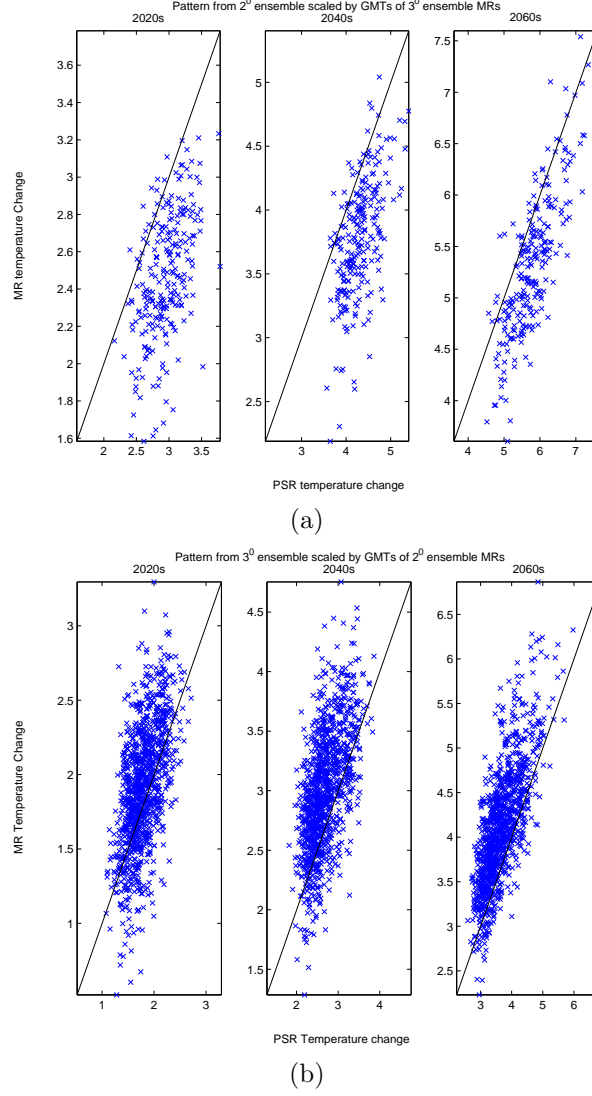 Pattern from 2⁰ ensemble scaled by GMTs of 3⁰ ensemble MRs
2020s 2040s 2060s
MR temperature Change
3.6
3.4
3.2
3
2.8
2.6
2.4
2.2
2
1.8
1.6
2 2.5 3 3.5
5
4.5
4
3.5
3
2.5
3 4 5
7.5
7
6.5
6
5.5
5
4.5
4
4 5 6 7
PSR temperature change
(a)
Pattern from 3⁰ ensemble scaled by GMTs of 2⁰ ensemble MRs
2020s 2040s 2060s
MR Temperature Change
3
2.5
2
1.5
1
1 2 3
4.5
4
3.5
3
2.5
2
1.5
2 3 4
6.5
6
5.5
5
4.5
4
3.5
3
2.5
3 4 5 6
PSR Temperature change
(b)